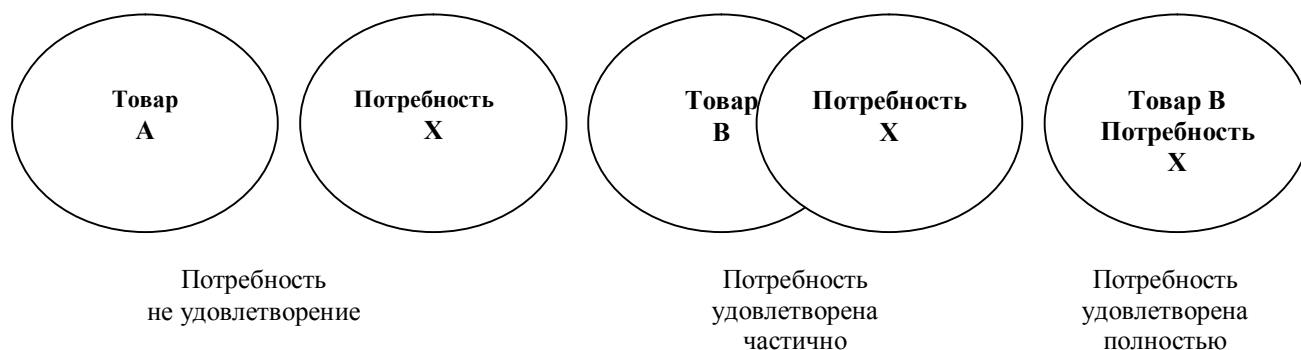 Товар
А
Потребность
Х
Товар
В
Потребность
Х
Товар В
Потребность
Х
Потребность
не удовлетворение
Потребность
удовлетворена
частично
Потребность
удовлетворена
полностью